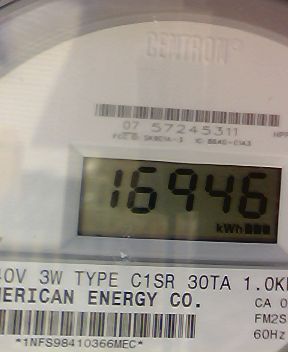 CENTRON®
07 57245311
16946
kWh
40V 3W TYPE C1SR 30TA 1.0K
MERICAN ENERGY CO.
CA 0
FM2S
60Hz
*1NFS98410366MEC*